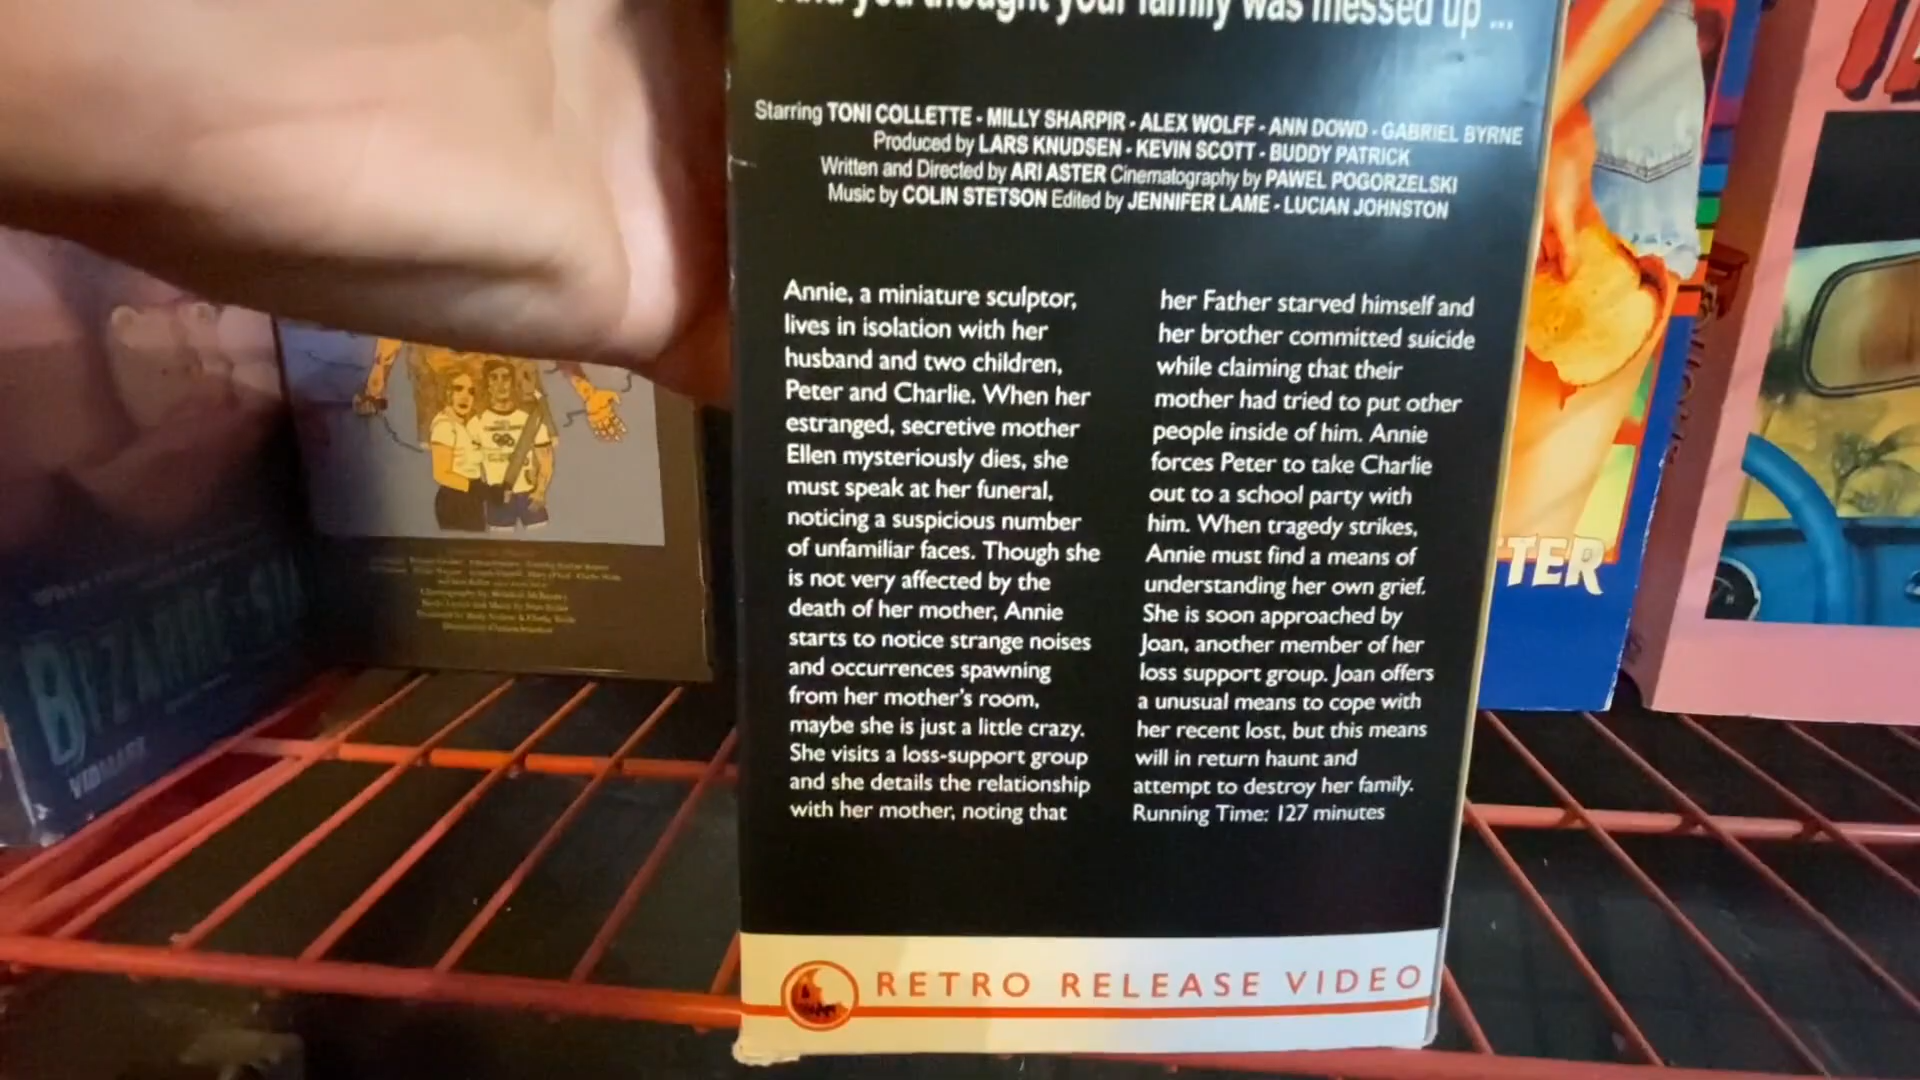 And you thought your family was messed up ...
Starring TONI COLLETTE - MILLY SHARPIR - ALEX WOLFF - ANN DOWD - GABRIEL BYRNE
Produced by LARS KNUDSEN - KEVIN SCOTT - BUDDY PATRICK
Written and Directed by ARI ASTER Cinematography by PAWEL POGORZELSKI
Music by COLIN STETSON Edited by JENNIFER LAME - LUCIAN JOHNSTON
Annie, a miniature sculptor,
lives in isolation with her
husband and two children,
Peter and Charlie. When her
estranged, secretive mother
Ellen mysteriously dies, she
must speak at her funeral,
noticing a suspicious number
of unfamiliar faces. Though she
is not very affected by the
death of her mother, Annie
starts to notice strange noises
and occurrences spawning
from her mother's room,
maybe she is just a little crazy.
She visits a loss-support group
and she details the relationship
with her mother, noting that
her Father starved himself and
her brother committed suicide
while claiming that their
mother had tried to put other
people inside of him. Annie
forces Peter to take Charlie
out to a school party with
him. When tragedy strikes,
Annie must find a means of
understanding her own grief.
She is soon approached by
Joan, another member of her
loss support group. Joan offers
a unusual means to cope with
her recent lost, but this means
will in return haunt and
attempt to destroy her family.
Running Time: 127 minutes
RETRO RELEASE VIDEO
VIDMARK
TER